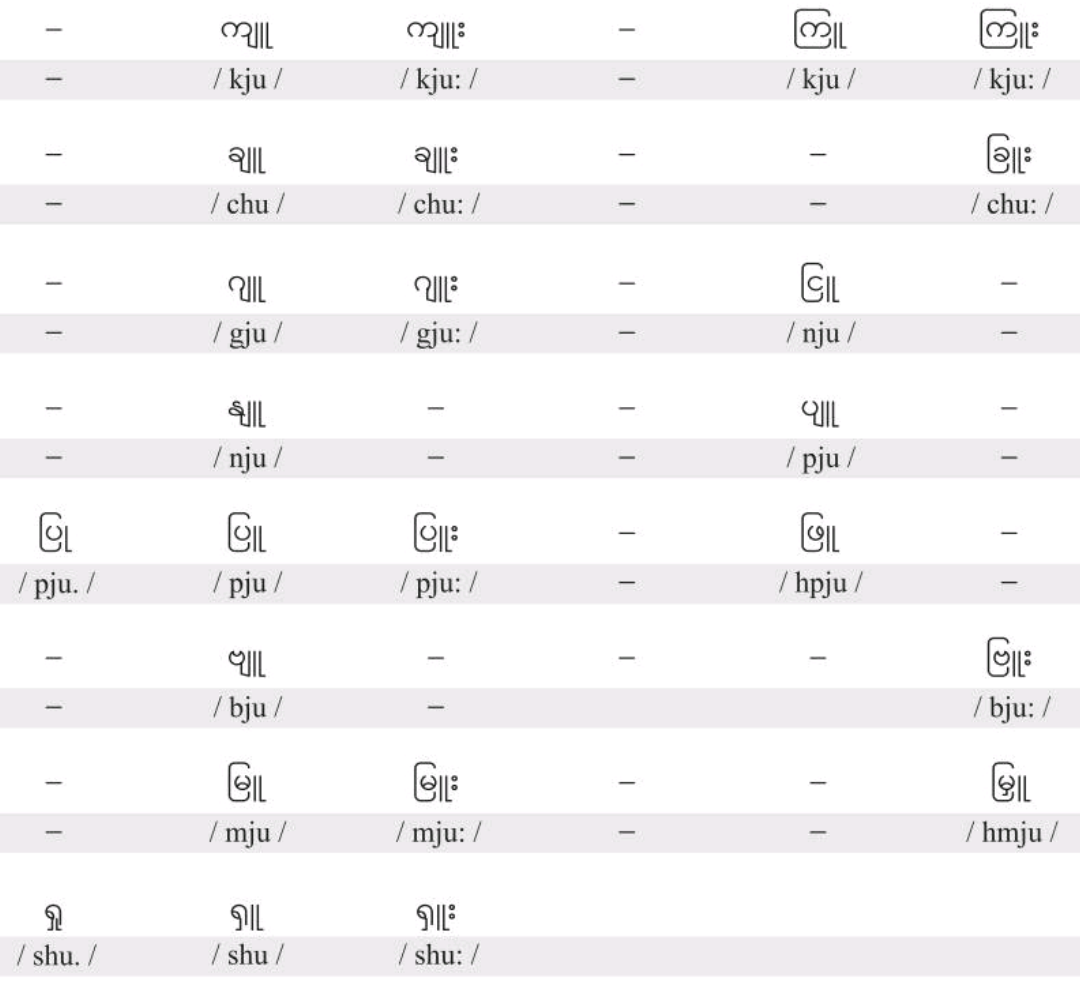 – ကျူ ကျူး – ကြူ ကြူး
– / kju / / kju: / – / kju / / kju: /
– ချူ ချူး – – ခြူး
– / chu / / chu: / – – / chu: /
– ဂျူ ဂျူး – ငြူ –
– / gju / / gju: / – / nju / –
– နျူ – – ပျူ –
– / nju / – – / pju / –
ပြု ပြူ ပြူး – ဖြူ –
/ pju. / / pju / / pju: / – / hpju / –
– ဗျူ – – – ဗြူး
– / bju / – / bju: /
– မြူ မြူး – – မြှူ
– / mju / / mju: / – – / hmju /
ရှု ရှူ ရှူး
/ shu. / / shu / / shu: /